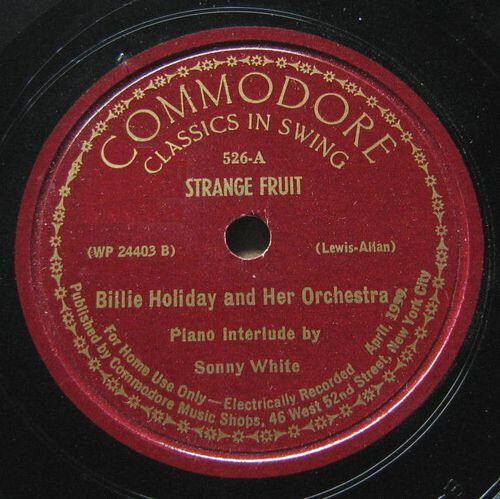 COMMODORE
CLASSICS IN SWING
526-A
STRANGE FRUIT
(WP 24403 B)
(Lewis-Allan)
Billie Holiday and Her Orchestra
Piano Interlude by
Sonny White
For Home Use Only—Electrically Recorded April, 1939.
Published by Commodore Music Shops, 46 West 52nd Street, New York City